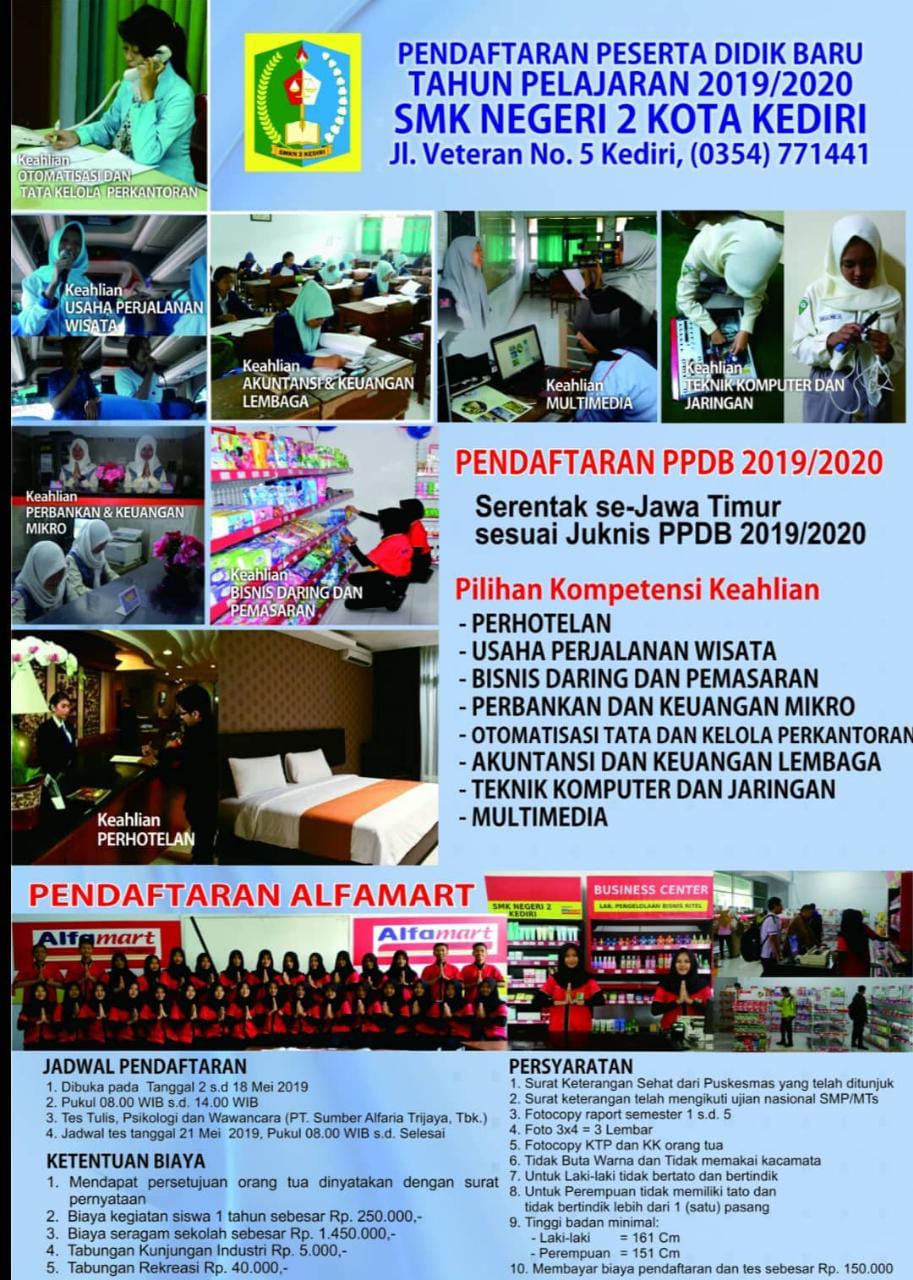 PENDAFTARAN PESERTA DIDIK BARU
TAHUN PELAJARAN 2019/2020
SMK NEGERI 2 KOTA KEDIRI
Jl. Veteran No. 5 Kediri, (0354) 771441
SMKN 2 KEDIRI
Keahlian
OTOMATISASI DAN
TATA KELOLA PERKANTORAN
Keahlian
USAHA PERJALANAN
WISATA
Keahlian
AKUNTANSI & KEUANGAN
LEMBAGA
Keahlian
MULTIMEDIA
Keahlian
TEKNIK KOMPUTER DAN
JARINGAN
Keahlian
PERBANKAN & KEUANGAN
MIKRO
Keahlian
BISNIS DARING DAN
PEMASARAN
Keahlian
PERHOTELAN
PENDAFTARAN PPDB 2019/2020
Serentak se-Jawa Timur
sesuai Juknis PPDB 2019/2020
Pilihan Kompetensi Keahlian
- PERHOTELAN
- USAHA PERJALANAN WISATA
- BISNIS DARING DAN PEMASARAN
- PERBANKAN DAN KEUANGAN MIKRO
- OTOMATISASI TATA DAN KELOLA PERKANTORAN
- AKUNTANSI DAN KEUANGAN LEMBAGA
- TEKNIK KOMPUTER DAN JARINGAN
- MULTIMEDIA
PENDAFTARAN ALFAMART
Alfamart
Alfamart
SMK NEGERI 2
KEDIRI
BUSINESS CENTER
LAB. PENGELOLAAN BISNIS RITEL
JADWAL PENDAFTARAN
1. Dibuka pada Tanggal 2 s.d 18 Mei 2019
2. Pukul 08.00 WIB s.d. 14.00 WIB
3. Tes Tulis, Psikologi dan Wawancara (PT. Sumber Alfaria Trijaya, Tbk.)
4. Jadwal tes tanggal 21 Mei 2019, Pukul 08.00 WIB s.d. Selesai
KETENTUAN BIAYA
1. Mendapat persetujuan orang tua dinyatakan dengan surat
pernyataan
2. Biaya kegiatan siswa 1 tahun sebesar Rp. 250.000,-
3. Biaya seragam sekolah sebesar Rp. 1.450.000,-
4. Tabungan Kunjungan Industri Rp. 5.000,-
5. Tabungan Rekreasi Rp. 40.000,-
PERSYARATAN
1. Surat Keterangan Sehat dari Puskesmas yang telah ditunjuk
2. Surat keterangan telah mengikuti ujian nasional SMP/MTs
3. Fotocopy raport semester 1 s.d. 5
4. Foto 3x4 = 3 Lembar
5. Fotocopy KTP dan KK orang tua
6. Tidak Buta Warna dan Tidak memakai kacamata
7. Untuk Laki-laki tidak bertato dan bertindik
8. Untuk Perempuan tidak memiliki tato dan
tidak bertindik lebih dari 1 (satu) pasang
9. Tinggi badan minimal:
- Laki-laki = 161 Cm
- Perempuan = 151 Cm
10. Membayar biaya pendaftaran dan tes sebesar Rp. 150.000